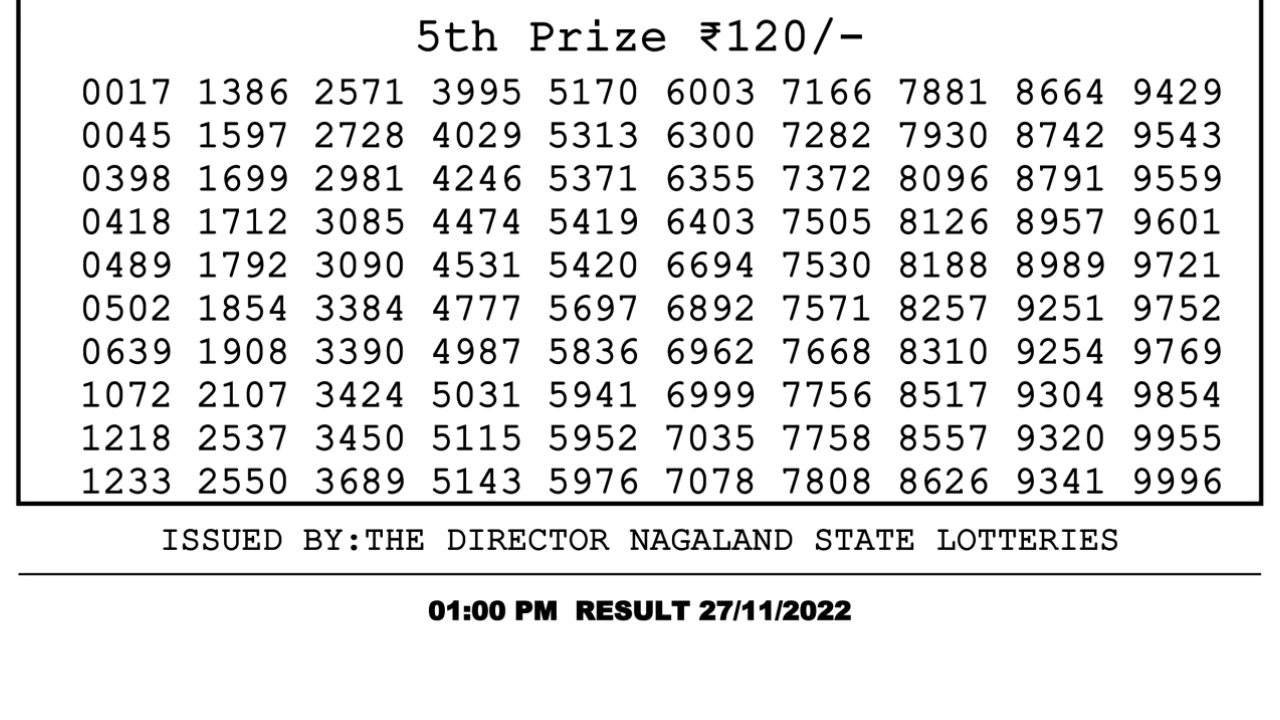 5th Prize ₹120/-
0017 1386 2571 3995 5170 6003 7166 7881 8664 9429
0045 1597 2728 4029 5313 6300 7282 7930 8742 9543
0398 1699 2981 4246 5371 6355 7372 8096 8791 9559
0418 1712 3085 4474 5419 6403 7505 8126 8957 9601
0489 1792 3090 4531 5420 6694 7530 8188 8989 9721
0502 1854 3384 4777 5697 6892 7571 8257 9251 9752
0639 1908 3390 4987 5836 6962 7668 8310 9254 9769
1072 2107 3424 5031 5941 6999 7756 8517 9304 9854
1218 2537 3450 5115 5952 7035 7758 8557 9320 9955
1233 2550 3689 5143 5976 7078 7808 8626 9341 9996
ISSUED BY:THE DIRECTOR NAGALAND STATE LOTTERIES
01:00 PM RESULT 27/11/2022